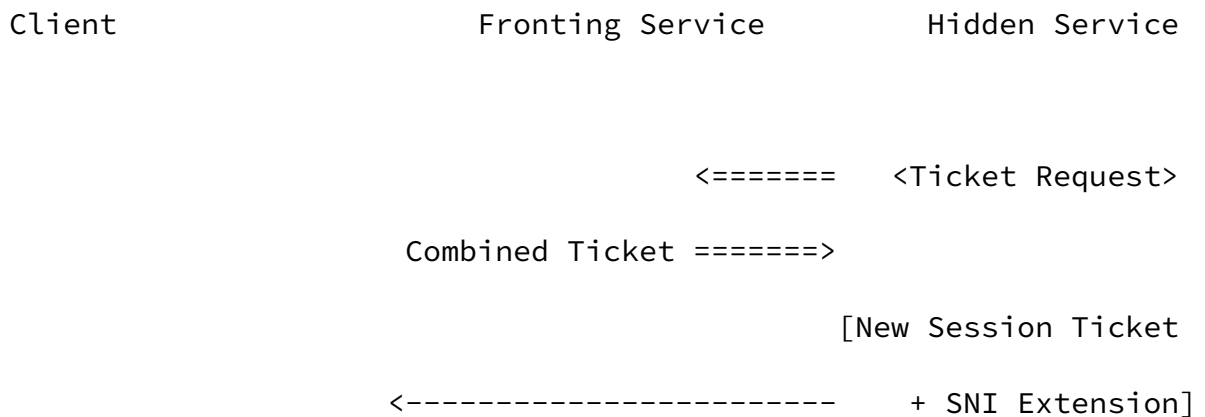 Client Fronting Service Hidden Service
<======= <Ticket Request>
Combined Ticket =======>
[New Session Ticket
<------------------------ + SNI Extension]